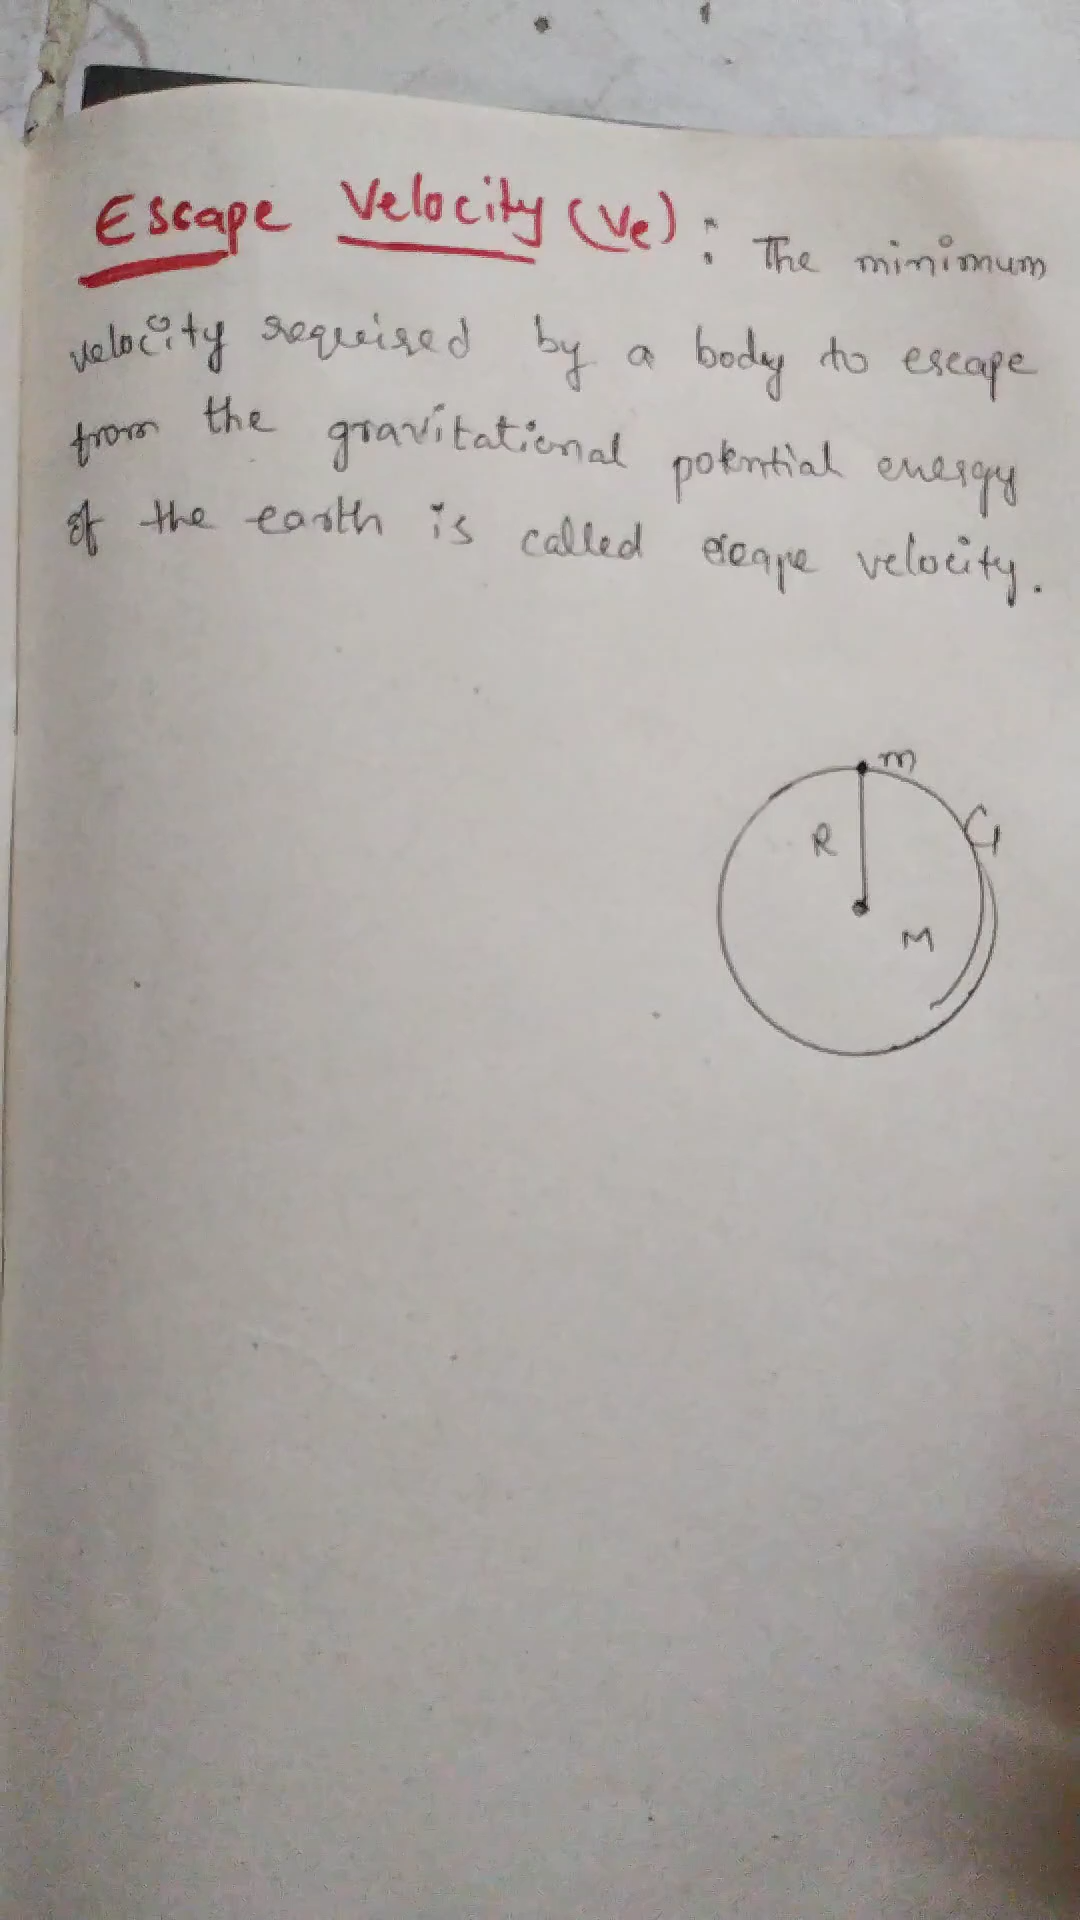 Escape Velocity (Ve) : The minimum
velocity required by a body to escape
from the gravitational potential energy
of the earth is called escape velocity.
m
G
R
M